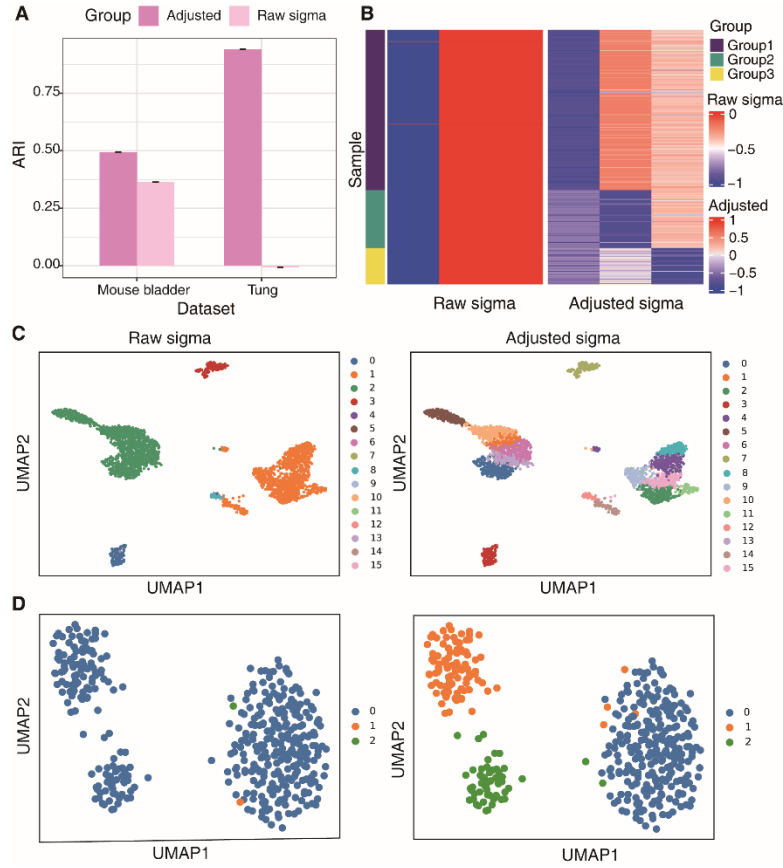 A
Group Adjusted Raw sigma
ARI
0.75
0.50
0.25
0.00
Mouse bladder Tung
Dataset
B
Sample
Raw sigma Adjusted sigma
Group
Group1
Group2
Group3
Raw sigma
0
−0.5
−1
Adjusted
1
0.5
0
−0.5
−1
C
Raw sigma
UMAP2
UMAP1
0
1
2
3
4
5
6
7
8
9
10
11
12
13
14
15
Adjusted sigma
UMAP2
UMAP1
0
1
2
3
4
5
6
7
8
9
10
11
12
13
14
15
D
UMAP2
UMAP1
0
1
2
UMAP2
UMAP1
0
1
2